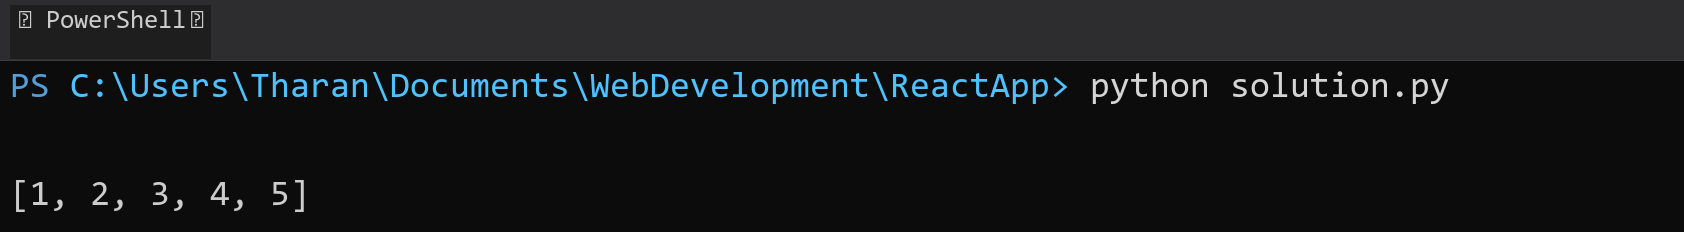 PowerShell
PS C:\Users\Tharan\Documents\WebDevelopment\ReactApp> python solution.py
[1, 2, 3, 4, 5]